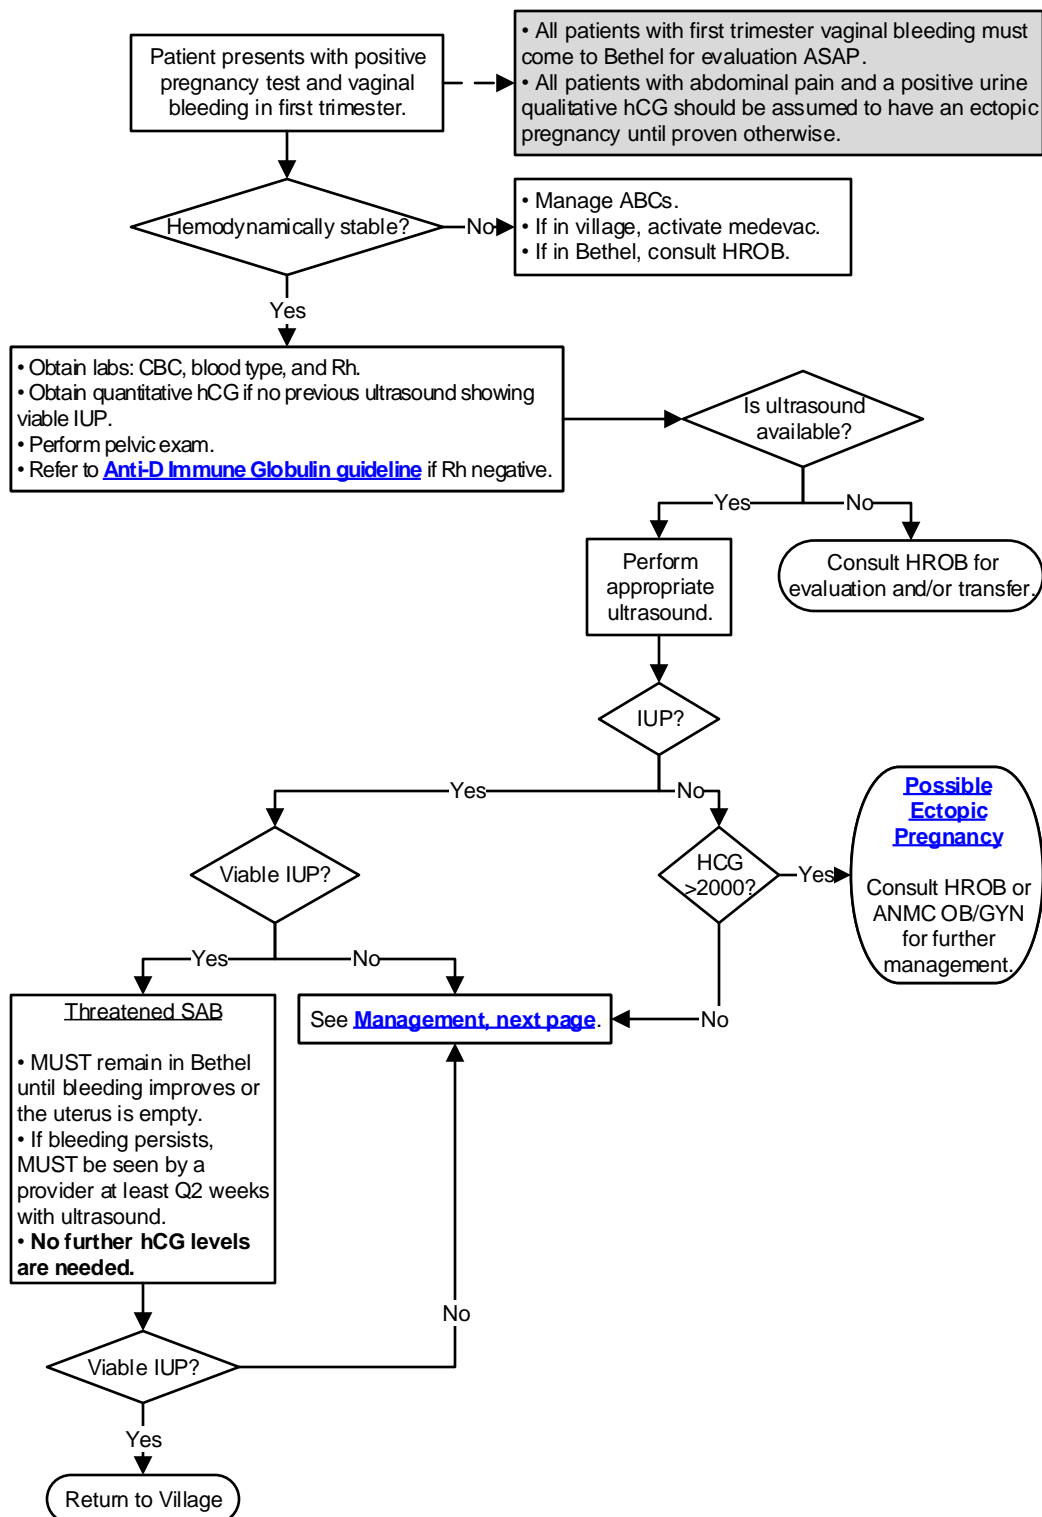 Patient presents with positive
pregnancy test and vaginal
bleeding in first trimester.
• All patients with first trimester vaginal bleeding must
come to Bethel for evaluation ASAP.
• All patients with abdominal pain and a positive urine
qualitative hCG should be assumed to have an ectopic
pregnancy until proven otherwise.
Hemodynamically stable?
No
• Manage ABCs.
• If in village, activate medevac.
• If in Bethel, consult HROB.
Yes
• Obtain labs: CBC, blood type, and Rh.
• Obtain quantitative hCG if no previous ultrasound showing
viable IUP.
• Perform pelvic exam.
• Refer to Anti-D Immune Globulin guideline if Rh negative.
Is ultrasound
available?
Yes
No
Perform
appropriate
ultrasound.
Consult HROB for
evaluation and/or transfer.
IUP?
Yes
No
Viable IUP?
HCG
>2000?
Yes
Possible
Ectopic
Pregnancy
Consult HROB or
ANMC OB/GYN
for further
management.
Yes
No
No
Threatened SAB
• MUST remain in Bethel
until bleeding improves or
the uterus is empty.
• If bleeding persists,
MUST be seen by a
provider at least Q2 weeks
with ultrasound.
• No further hCG levels
are needed.
See Management, next page.
No
Viable IUP?
Yes
Return to Village